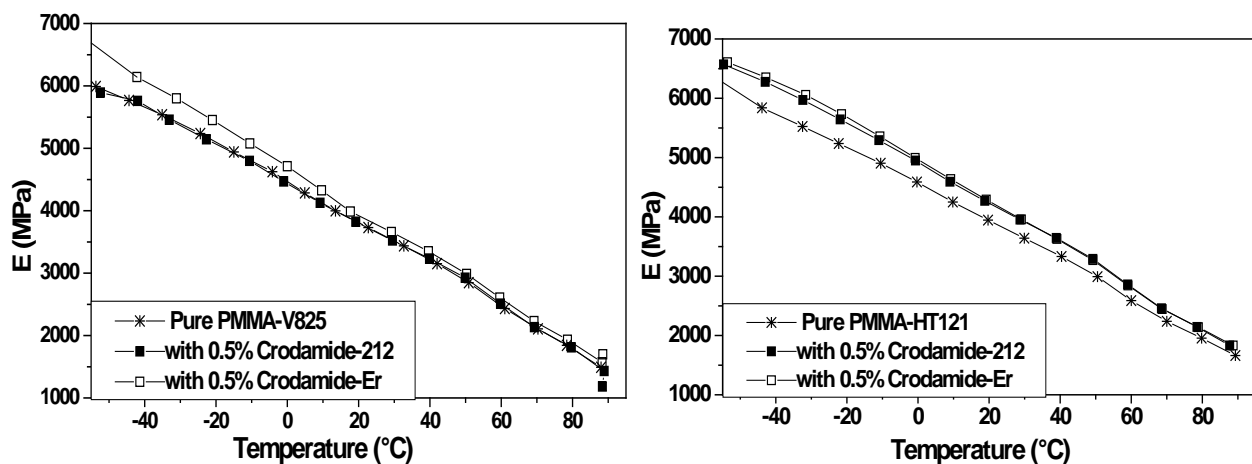 7000
6000
5000
4000
3000
2000
1000
E (MPa)
-40 -20 0 20 40 60 80
Temperature (°C)
Pure PMMA-V825
with 0.5% Crodamide-212
with 0.5% Crodamide-Er
7000
6000
5000
4000
3000
2000
1000
E (MPa)
-40 -20 0 20 40 60 80
Temperature (°C)
Pure PMMA-HT121
with 0.5% Crodamide-212
with 0.5% Crodamide-Er